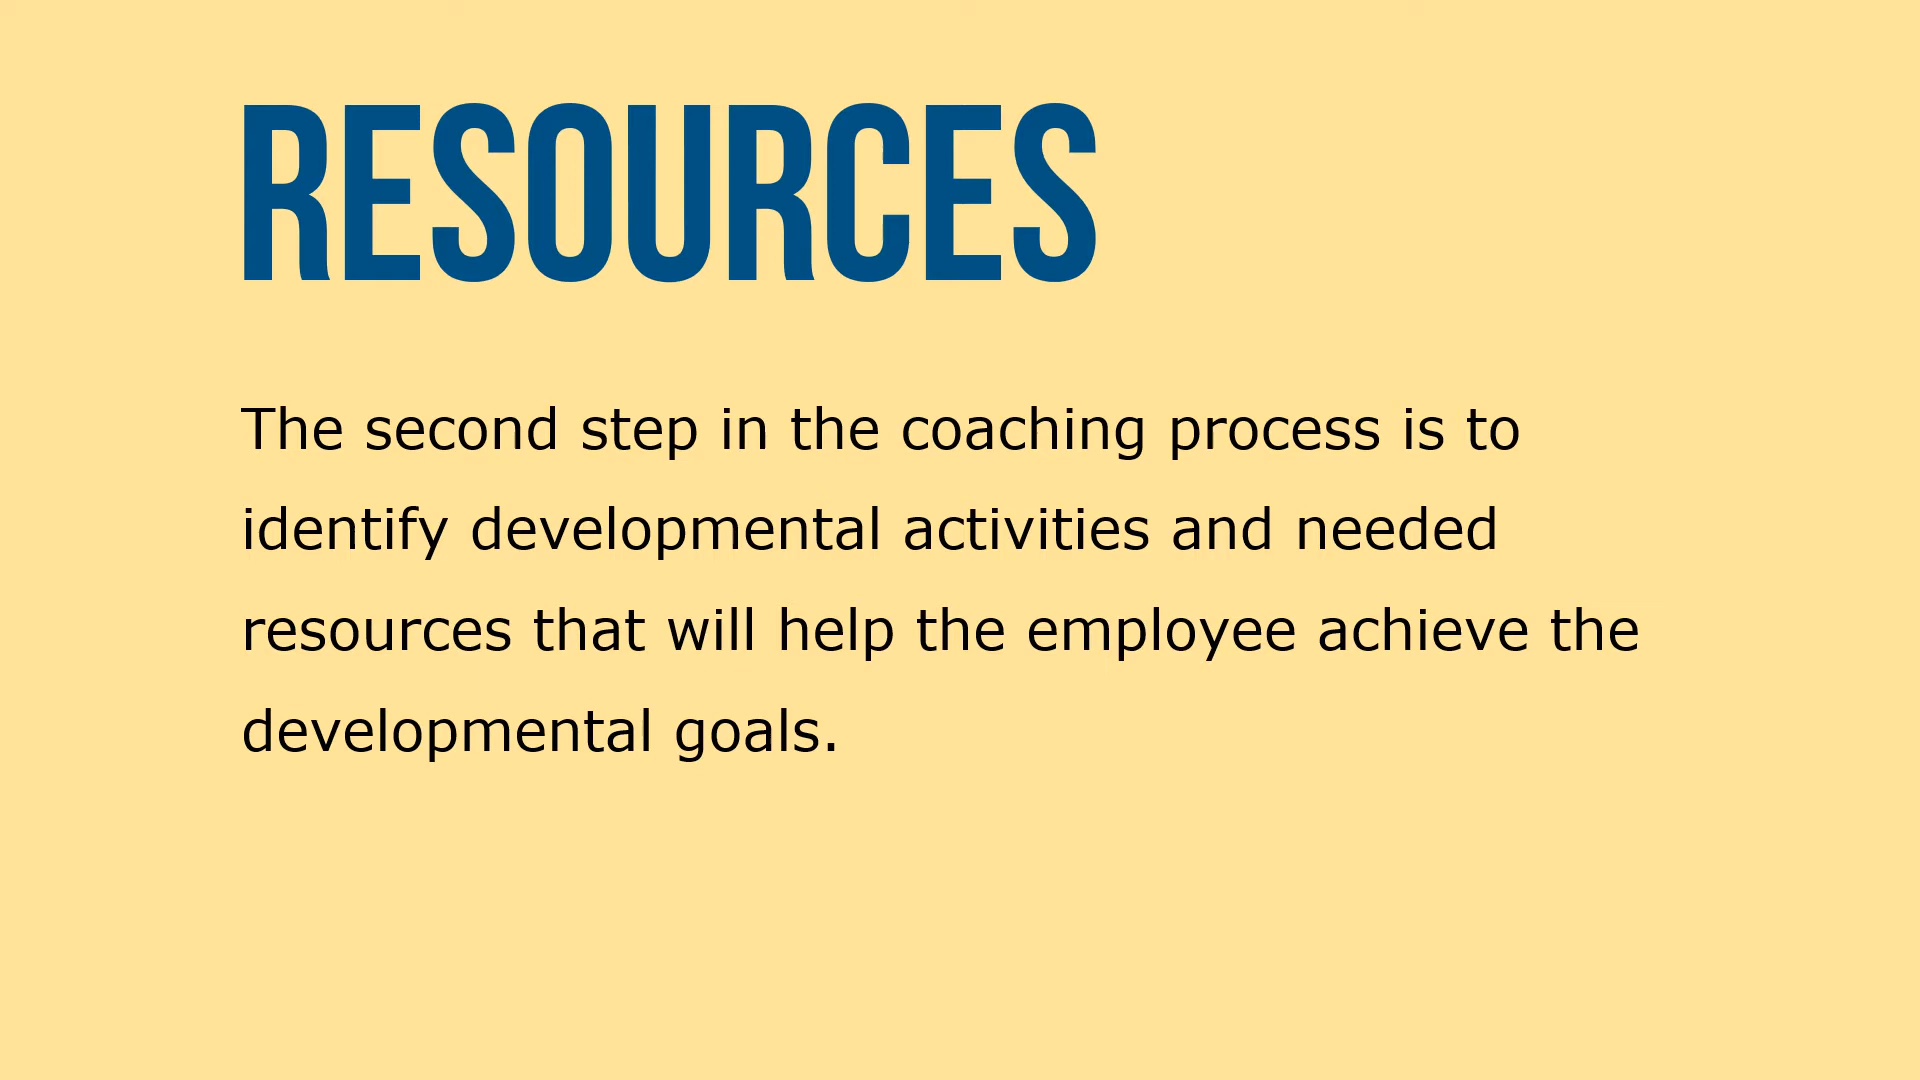 RESOURCES
The second step in the coaching process is to
identify developmental activities and needed
resources that will help the employee achieve the
developmental goals.